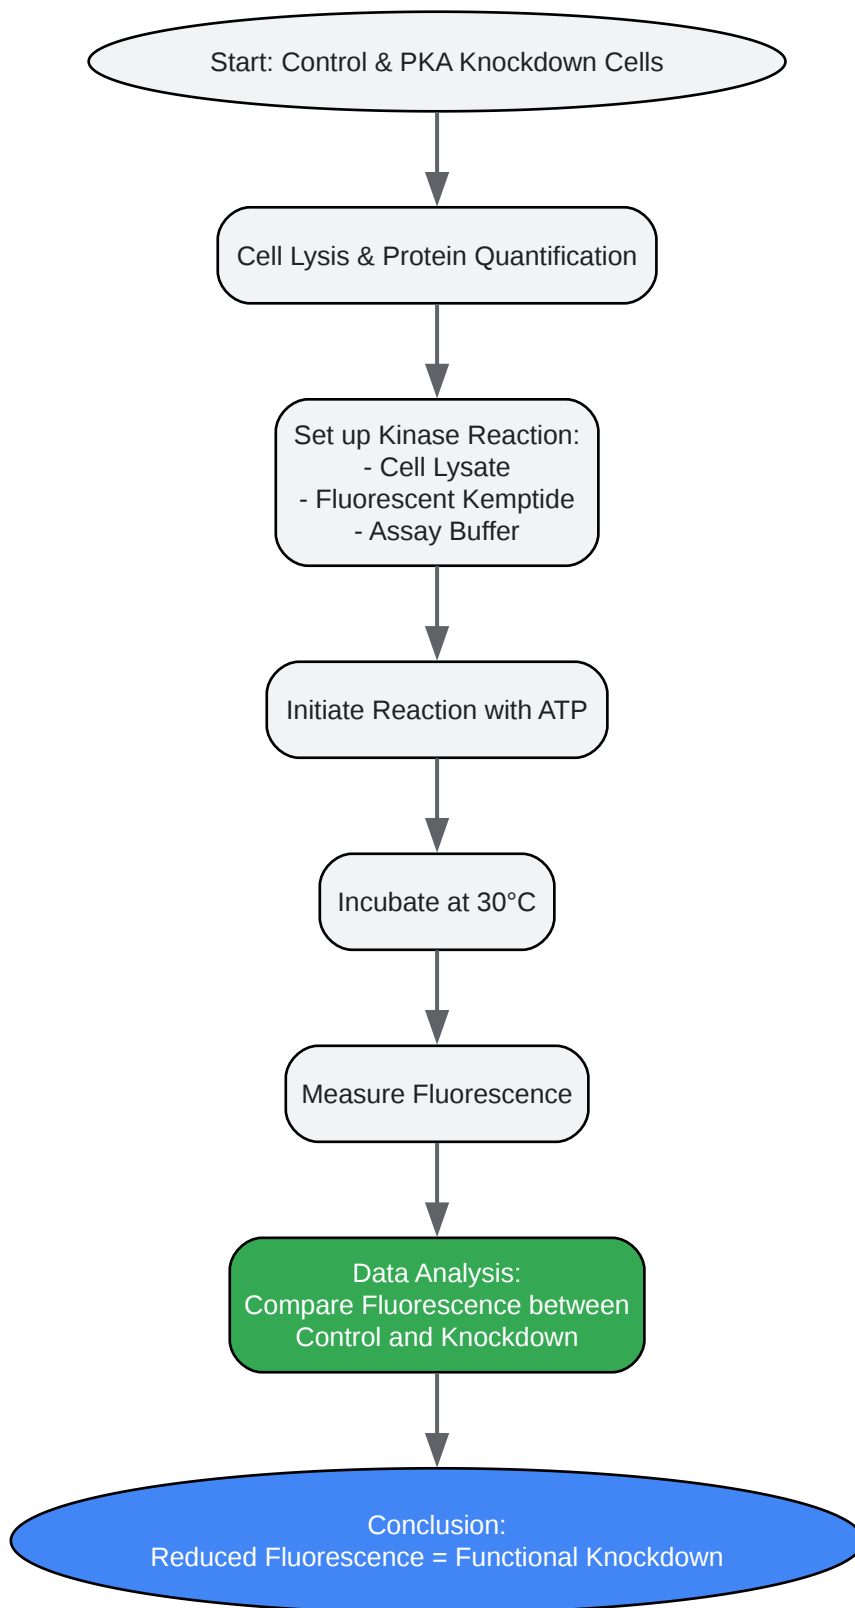 Start: Control & PKA Knockdown Cells
Cell Lysis & Protein Quantification
Set up Kinase Reaction:
- Cell Lysate
- Fluorescent Kemptide
- Assay Buffer
Initiate Reaction with ATP
Incubate at 30°C
Measure Fluorescence
Data Analysis:
Compare Fluorescence between
Control and Knockdown
Conclusion:
Reduced Fluorescence = Functional Knockdown